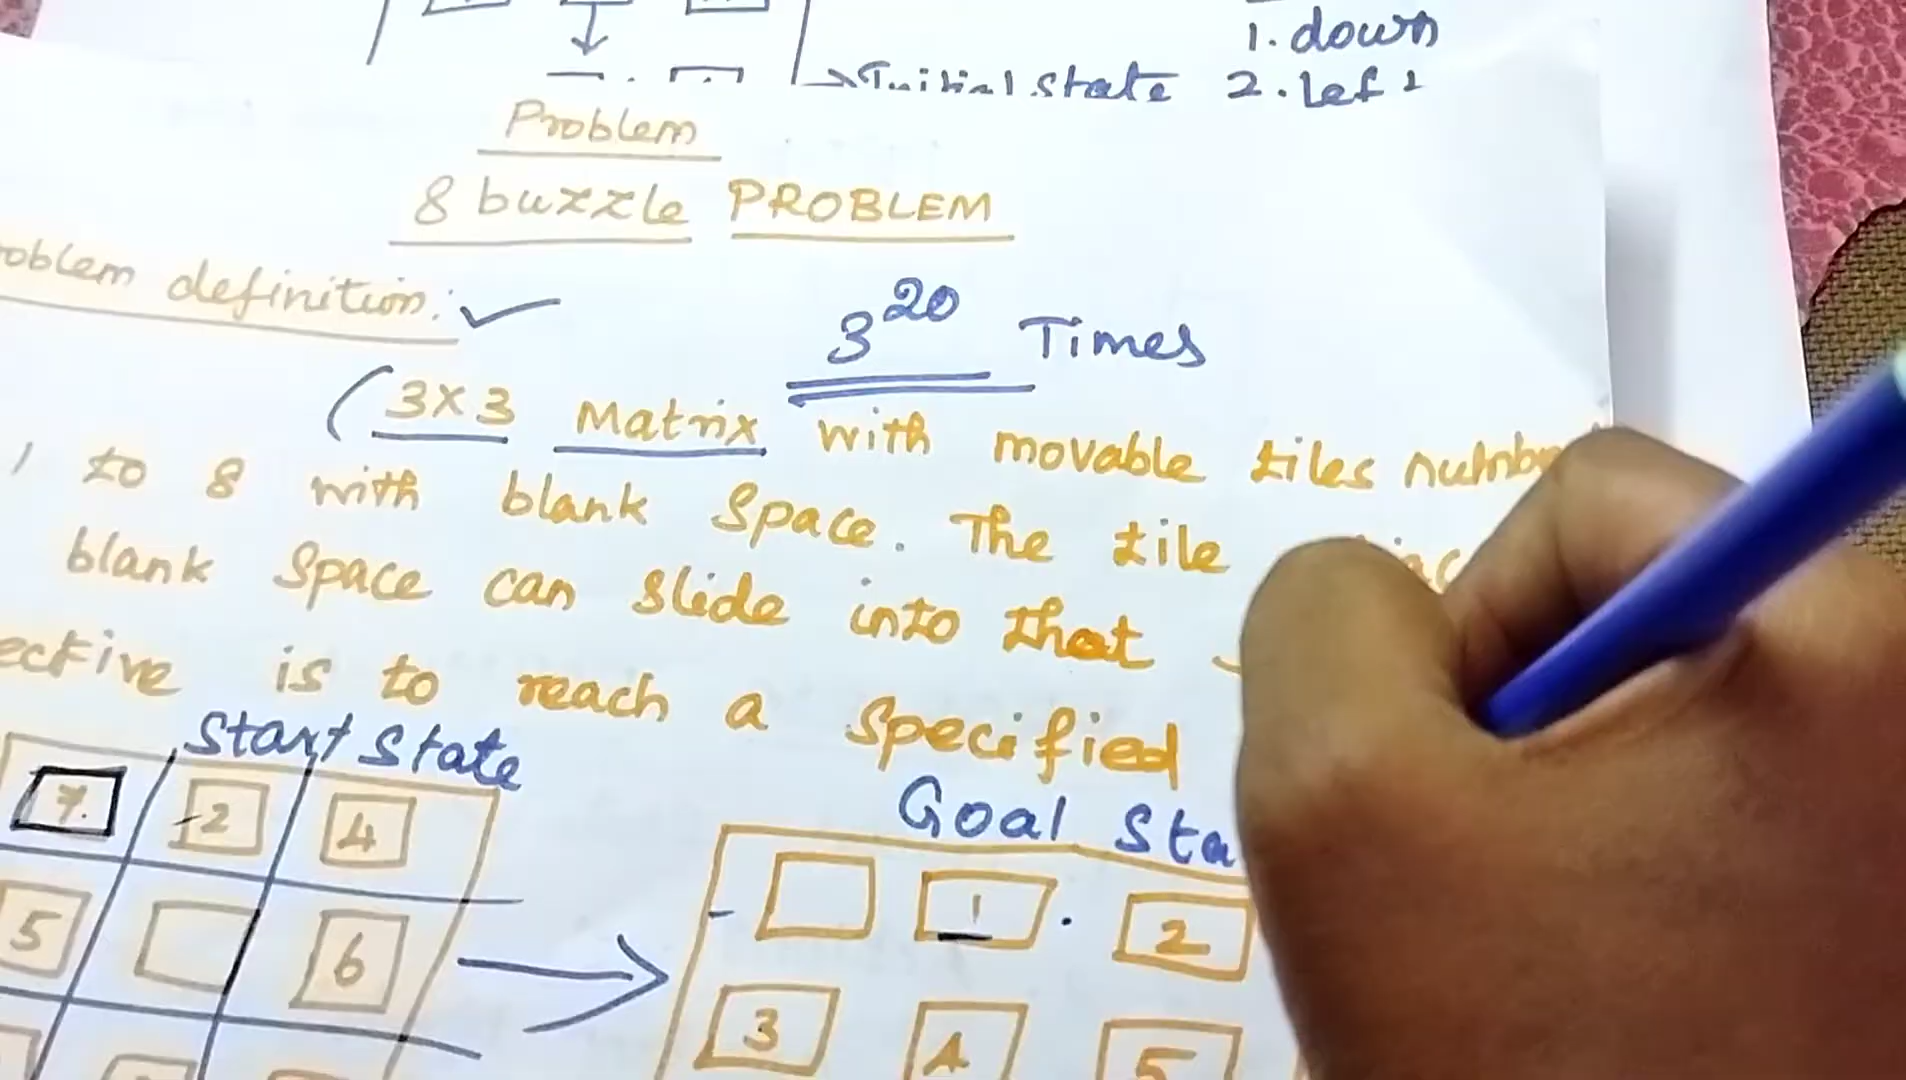 1. down
Initial state 2. left
Problem
8 buzzle PROBLEM
oblem definition:
3^20 Times
(3x3 Matrix with movable tiles numbe
1 to 8 with blank Space. The tile
blank Space can slide into that
ective is to reach a specified
Start State
Goal Sta
7. 2 4
1 2
5 6
3 4 5